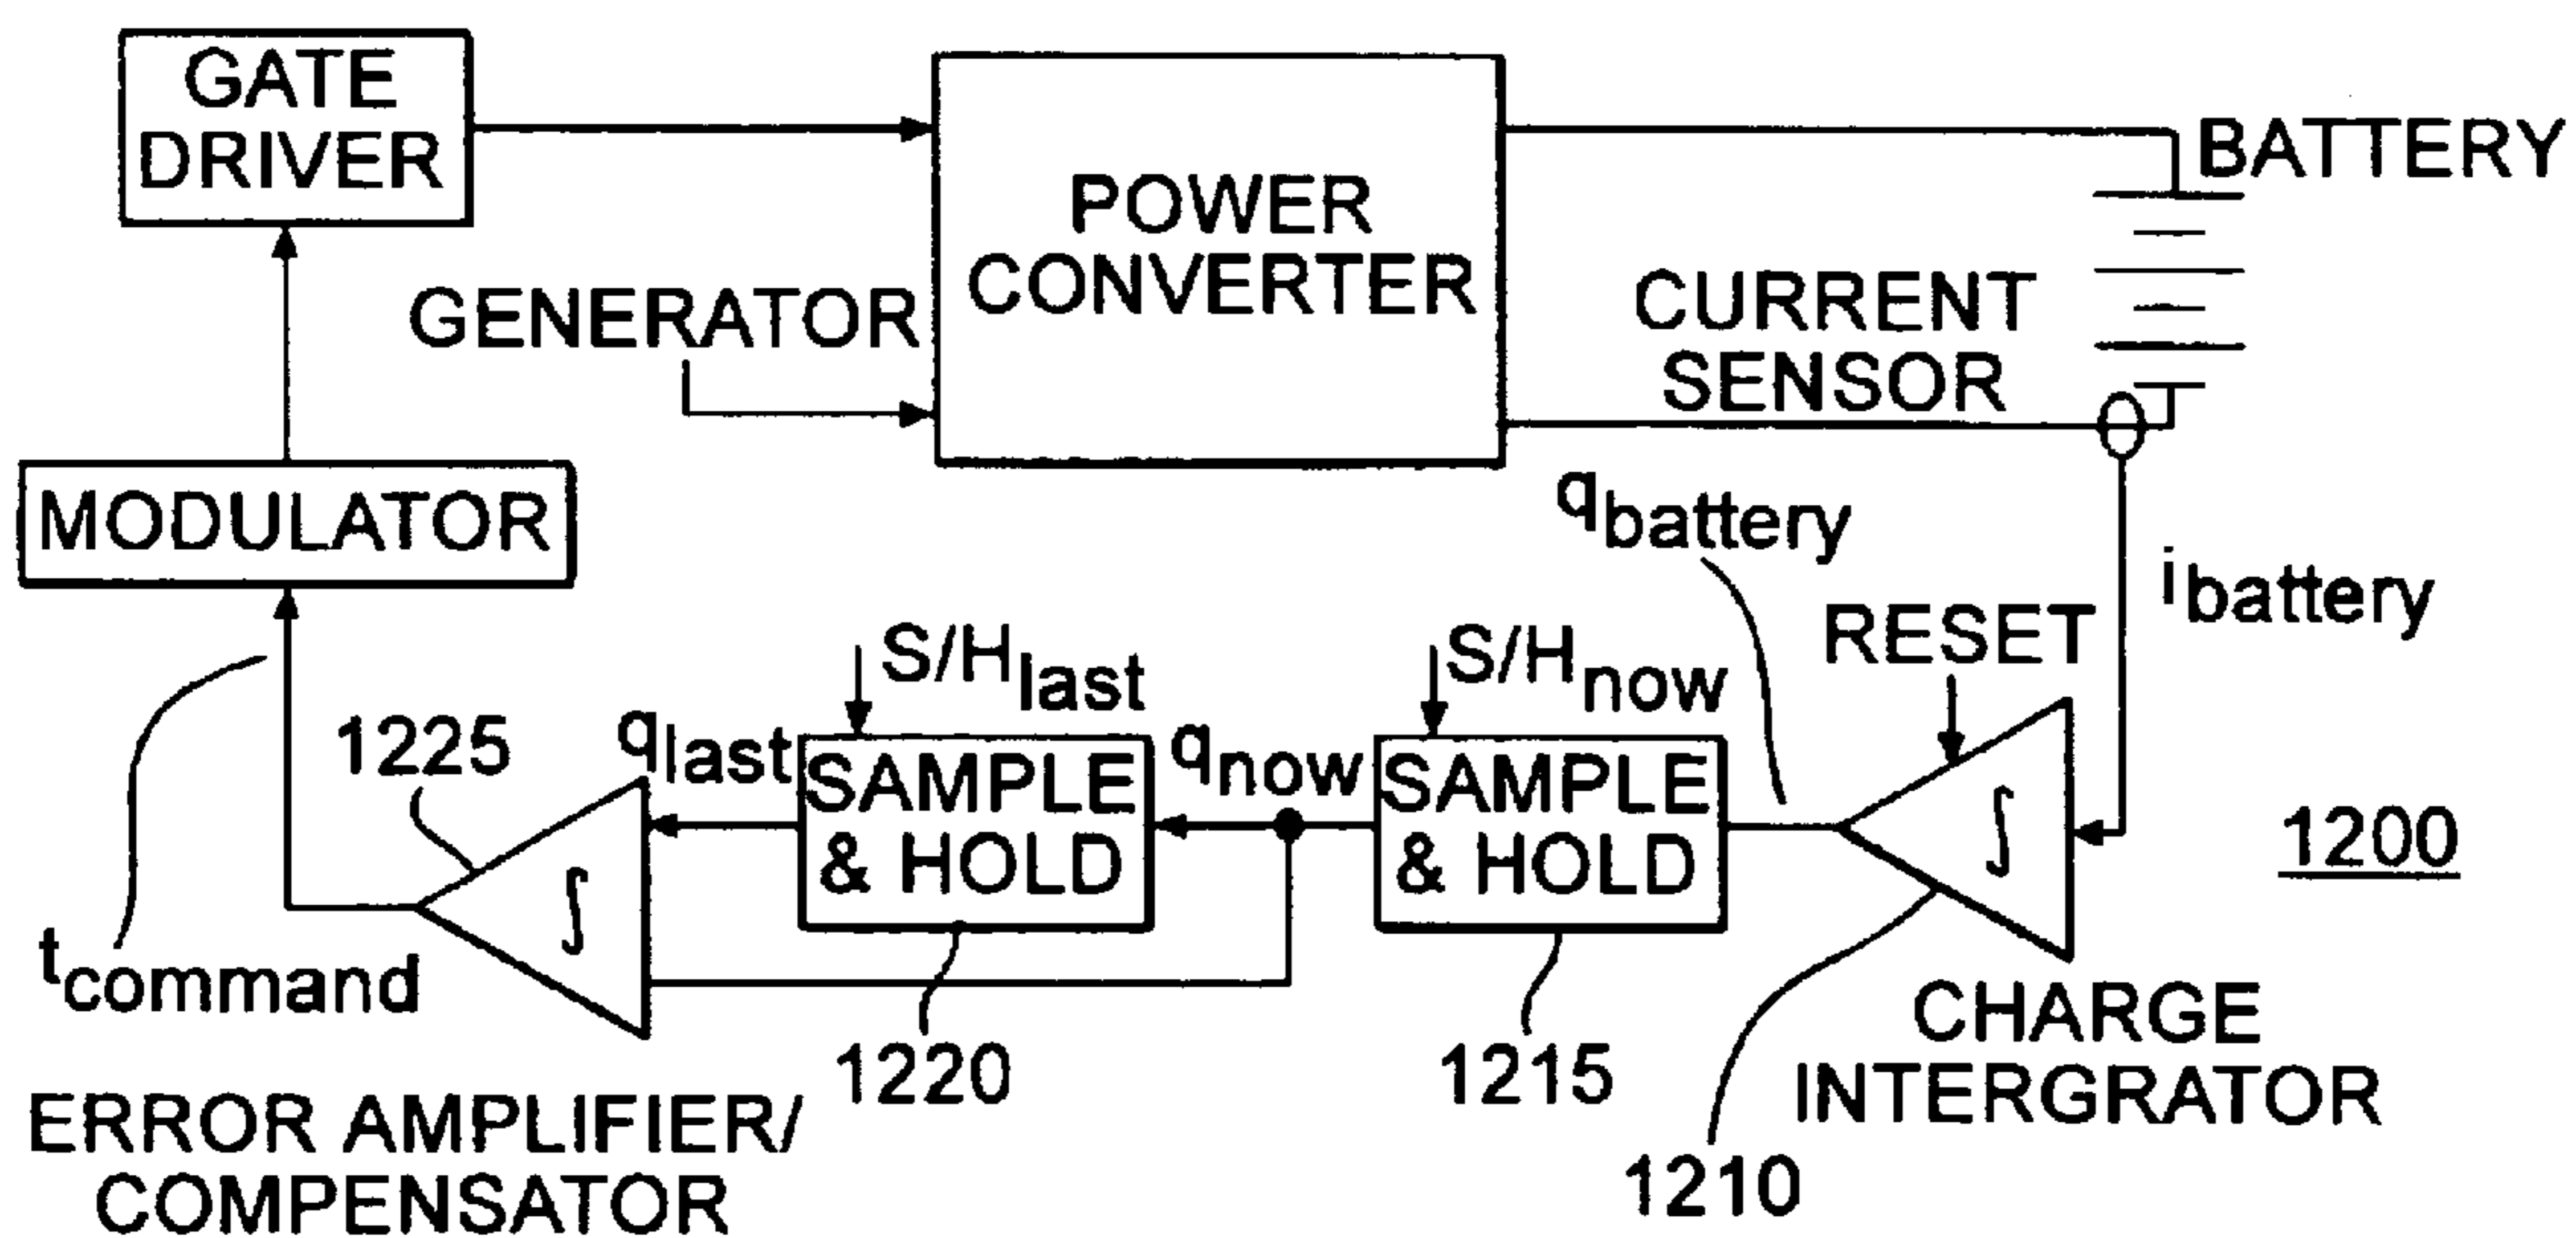 GATE
DRIVER
BATTERY
POWER
CONVERTER
GENERATOR
CURRENT
SENSOR
MODULATOR
qbattery
ibattery
RESET
S/Hlast
S/Hnow
1225
qlast
SAMPLE
& HOLD
qnow
SAMPLE
& HOLD
∫
1200
∫
tcommand
1220
1215
CHARGE
INTERGRATOR
1210
ERROR AMPLIFIER/
COMPENSATOR